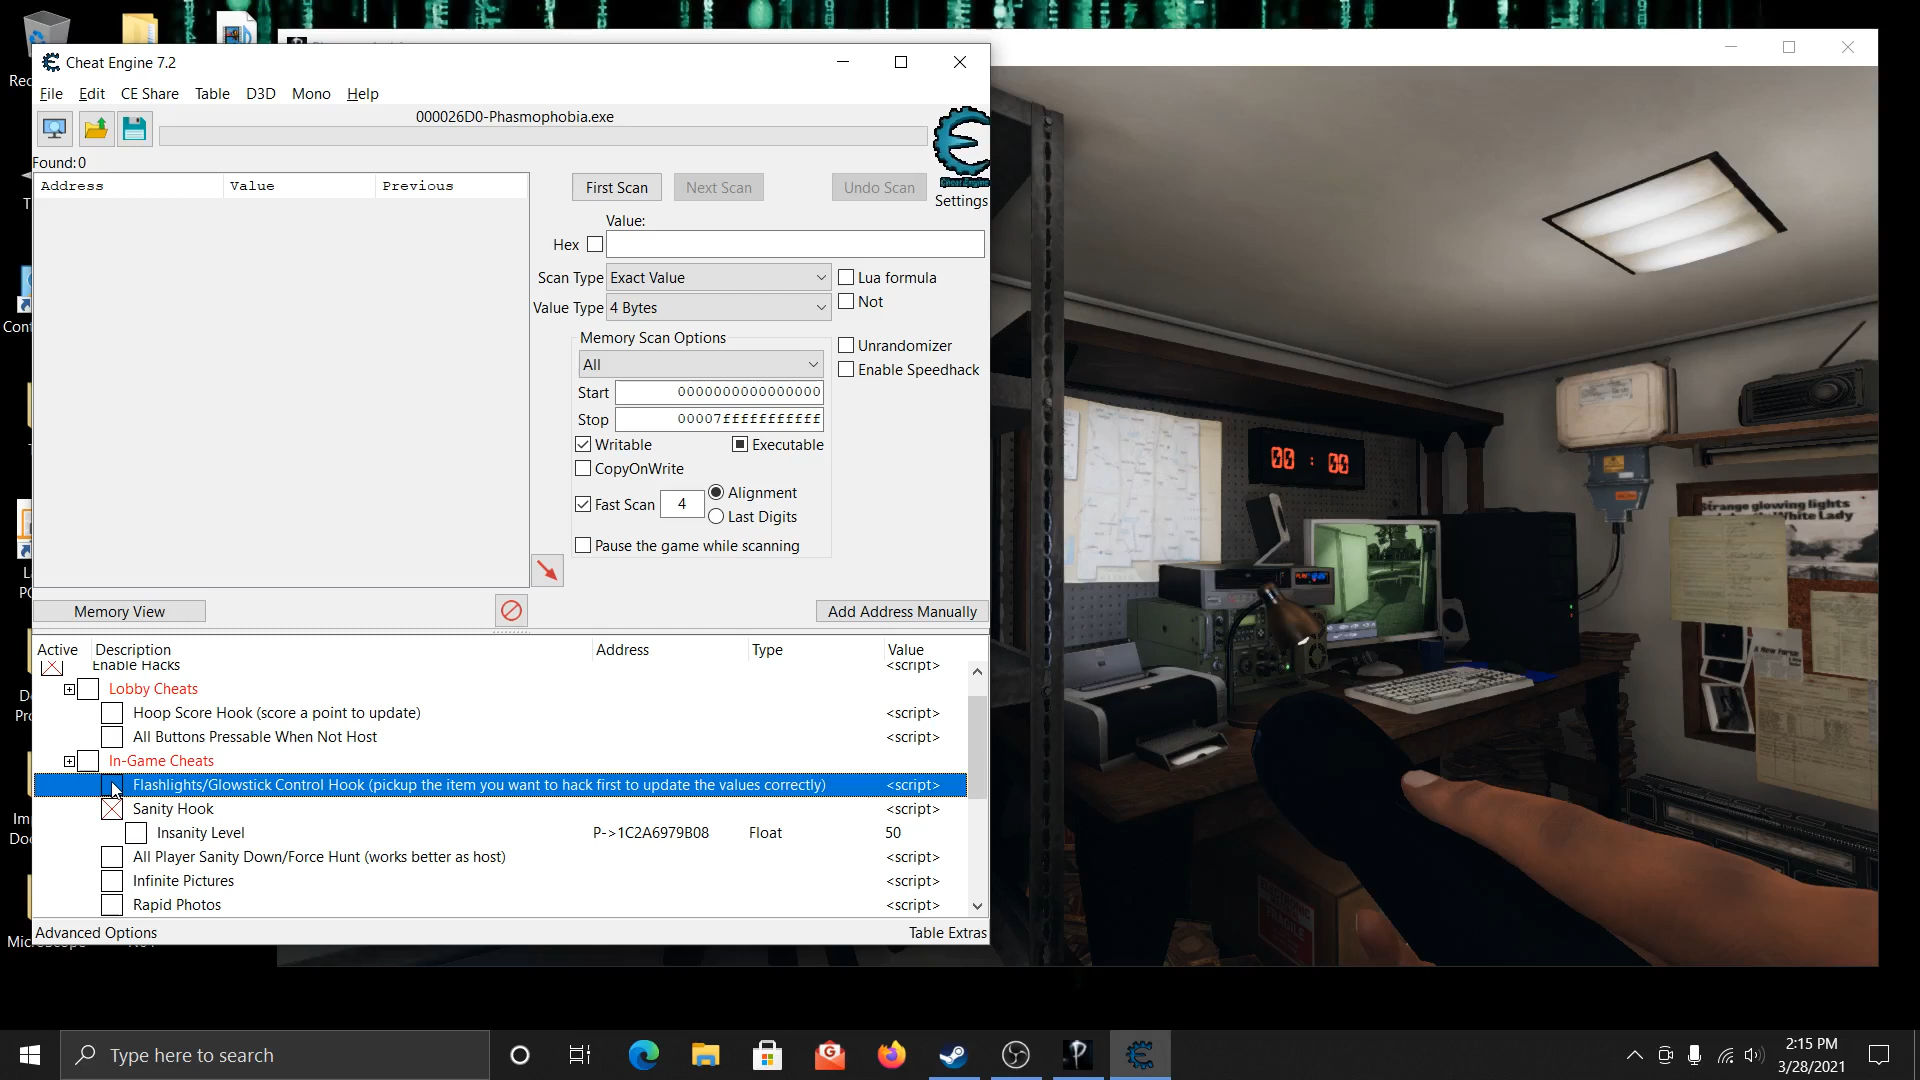 Cheat Engine 7.2
File Edit CE Share Table D3D Mono Help
000026D0-Phasmophobia.exe
Found: 0
Address Value Previous
First Scan Next Scan Undo Scan
Cheat Engine
Settings
Value:
Hex
Scan Type Exact Value
Lua formula
Not
Value Type 4 Bytes
Memory Scan Options
All
Unrandomizer
Enable Speedhack
Start 0000000000000000
Stop 00007fffffffffff
Writable Executable
CopyOnWrite
Fast Scan 4 Alignment
Last Digits
Pause the game while scanning
Memory View Add Address Manually
Active Description Address Type Value
Enable Hacks <script>
Lobby Cheats
Hoop Score Hook (score a point to update) <script>
All Buttons Pressable When Not Host <script>
In-Game Cheats
Flashlights/Glowstick Control Hook (pickup the item you want to hack first to update the values correctly) <script>
Sanity Hook <script>
Insanity Level P->1C2A6979B08 Float 50
All Player Sanity Down/Force Hunt (works better as host) <script>
Infinite Pictures <script>
Rapid Photos <script>
Advanced Options Table Extras
00 : 00
Strange glowing lights
White Lady
Type here to search
2:15 PM
3/28/2021